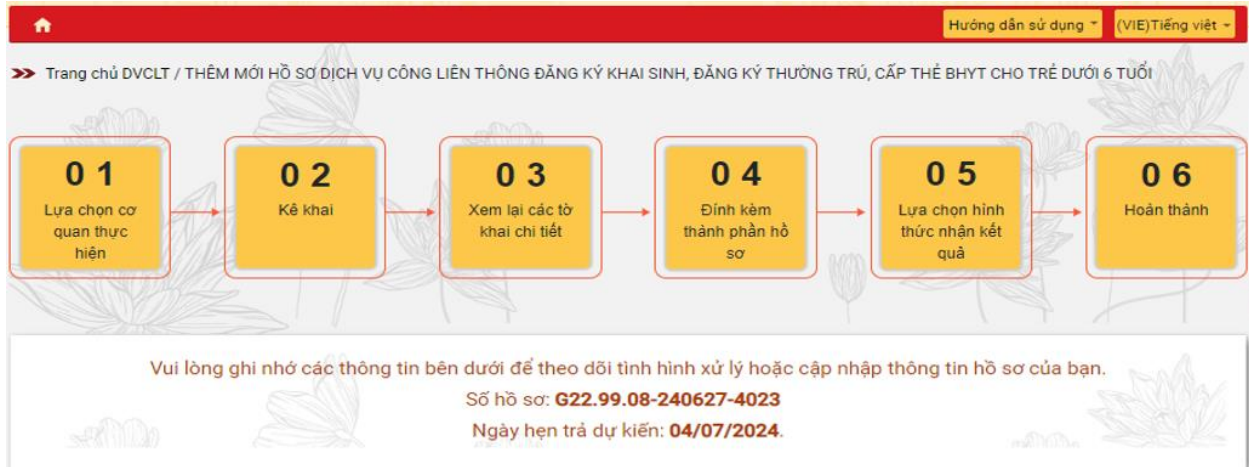 Hướng dẫn sử dụng (VIE)Tiếng việt
Trang chủ DVCLT / THÊM MỚI HỒ SƠ DỊCH VỤ CÔNG LIÊN THÔNG ĐĂNG KÝ KHAI SINH, ĐĂNG KÝ THƯỜNG TRÚ, CẤP THẺ BHYT CHO TRẺ DƯỚI 6 TUỔI
0 1
Lựa chọn cơ
quan thực
hiện
0 2
Kê khai
0 3
Xem lại các tờ
khai chi tiết
0 4
Đính kèm
thành phần hồ
sơ
0 5
Lựa chọn hình
thức nhận kết
quả
0 6
Hoàn thành
Vui lòng ghi nhớ các thông tin bên dưới để theo dõi tình hình xử lý hoặc cập nhập thông tin hồ sơ của bạn.
Số hồ sơ: G22.99.08-240627-4023
Ngày hẹn trả dự kiến: 04/07/2024.